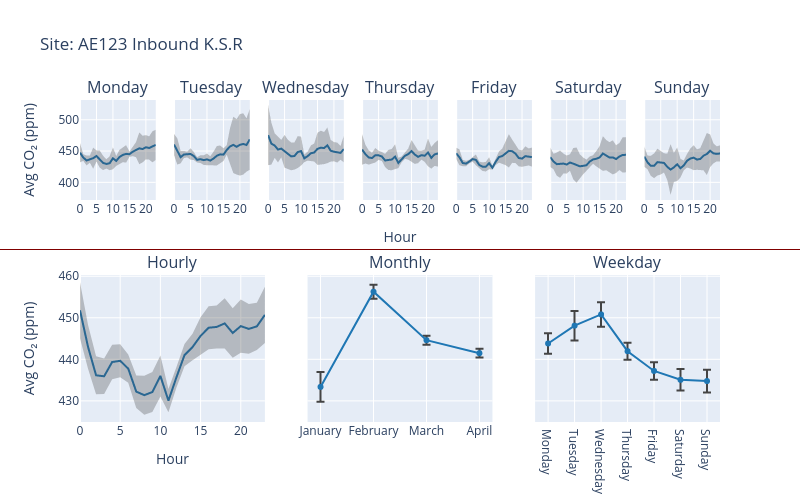 Site: AE123 Inbound K.S.R
Monday Tuesday Wednesday Thursday Friday Saturday Sunday
Avg CO₂ (ppm)
500
450
400
0 5 10 15 20 0 5 10 15 20 0 5 10 15 20 0 5 10 15 20 0 5 10 15 20 0 5 10 15 20 0 5 10 15 20
Hour
Hourly Monthly Weekday
Avg CO₂ (ppm)
460
450
440
430
0 5 10 15 20
Hour
January February March April
Monday
Tuesday
Wednesday
Thursday
Friday
Saturday
Sunday